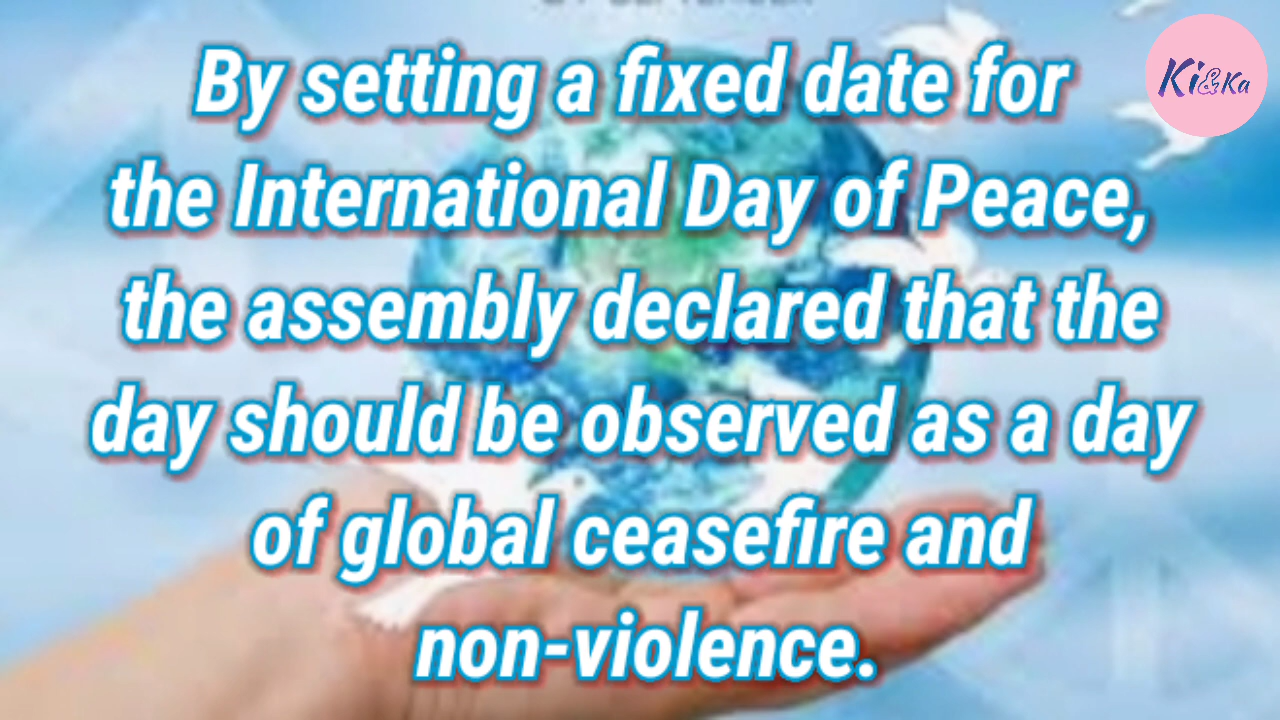 By setting a fixed date for
the International Day of Peace,
the assembly declared that the
day should be observed as a day
of global ceasefire and
non-violence.
Ki&Ka